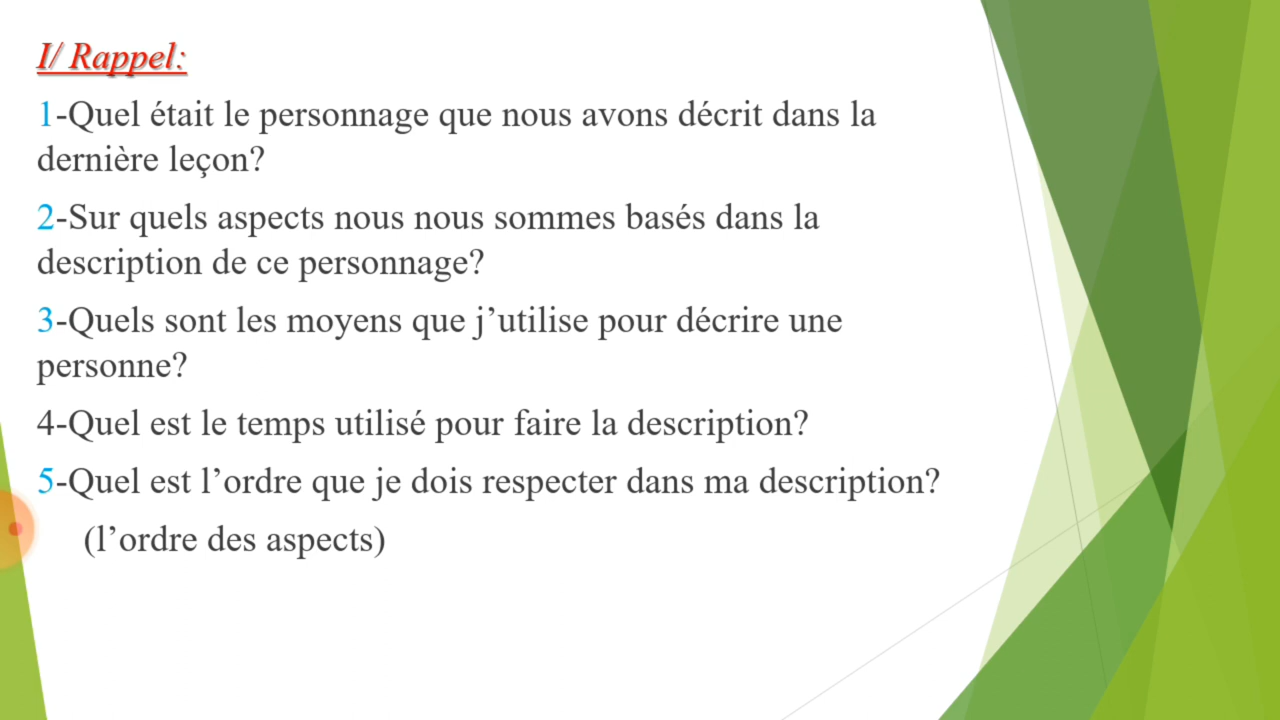 I/ Rappel:
1-Quel était le personnage que nous avons décrit dans la
dernière leçon?
2-Sur quels aspects nous nous sommes basés dans la
description de ce personnage?
3-Quels sont les moyens que j’utilise pour décrire une
personne?
4-Quel est le temps utilisé pour faire la description?
5-Quel est l’ordre que je dois respecter dans ma description?
(l’ordre des aspects)